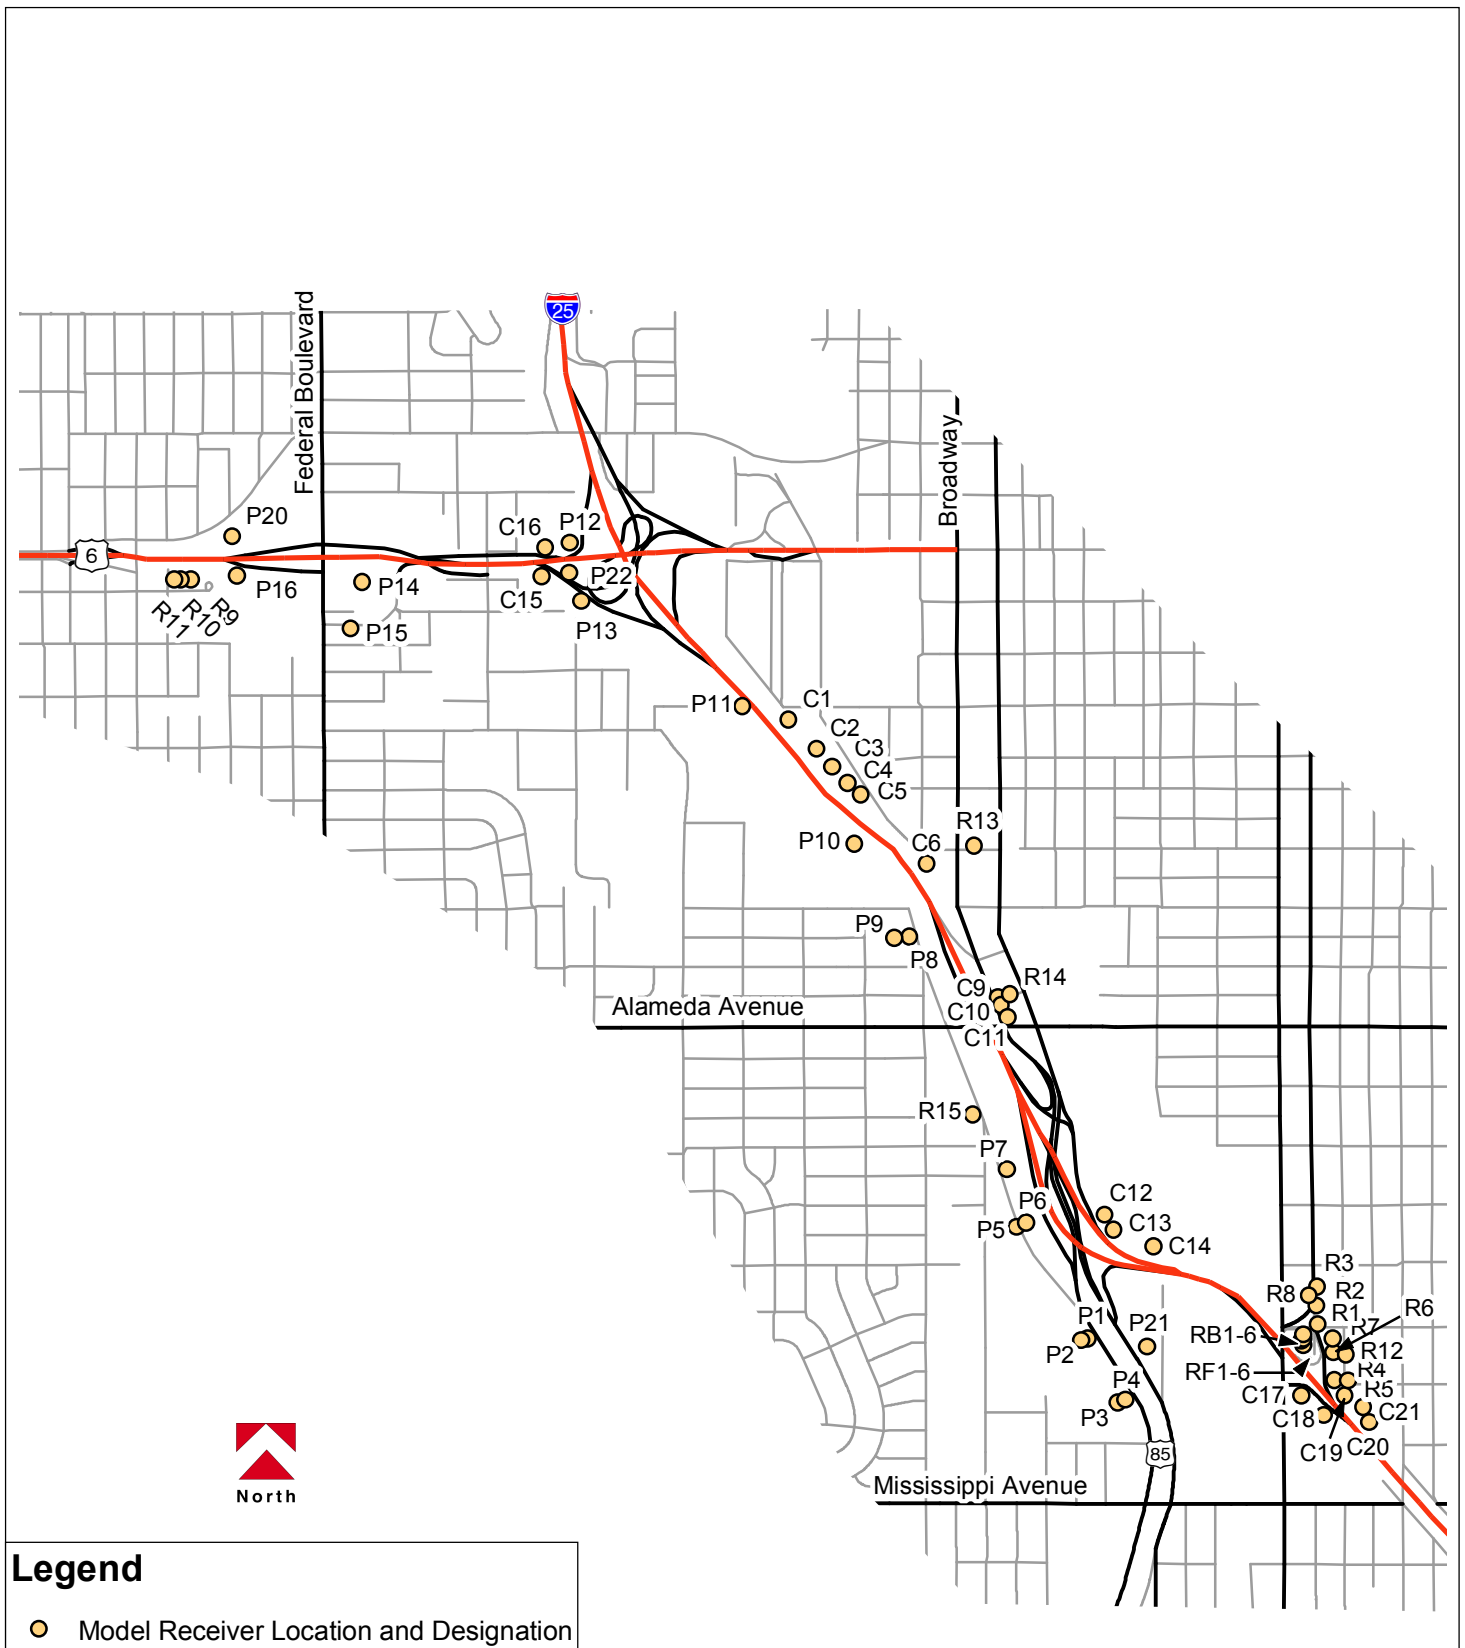 25
Federal Boulevard
Broadway
P20
C16
P12
6
P22
P16
P14
C15
R9
R10
R11
P13
P15
P11
C1
C2
C3
C4
C5
R13
P10
C6
P9
P8
R14
C9
Alameda Avenue
C10
C11
R15
P7
C12
P6
C13
P5
C14
R3
R8
R2
R1
R6
P1
P21
RB1-6
R7
P2
R12
RF1-6
R4
P4
C17
R5
P3
C18
C21
C19
C20
85
Mississippi Avenue
North
Legend
Model Receiver Location and Designation